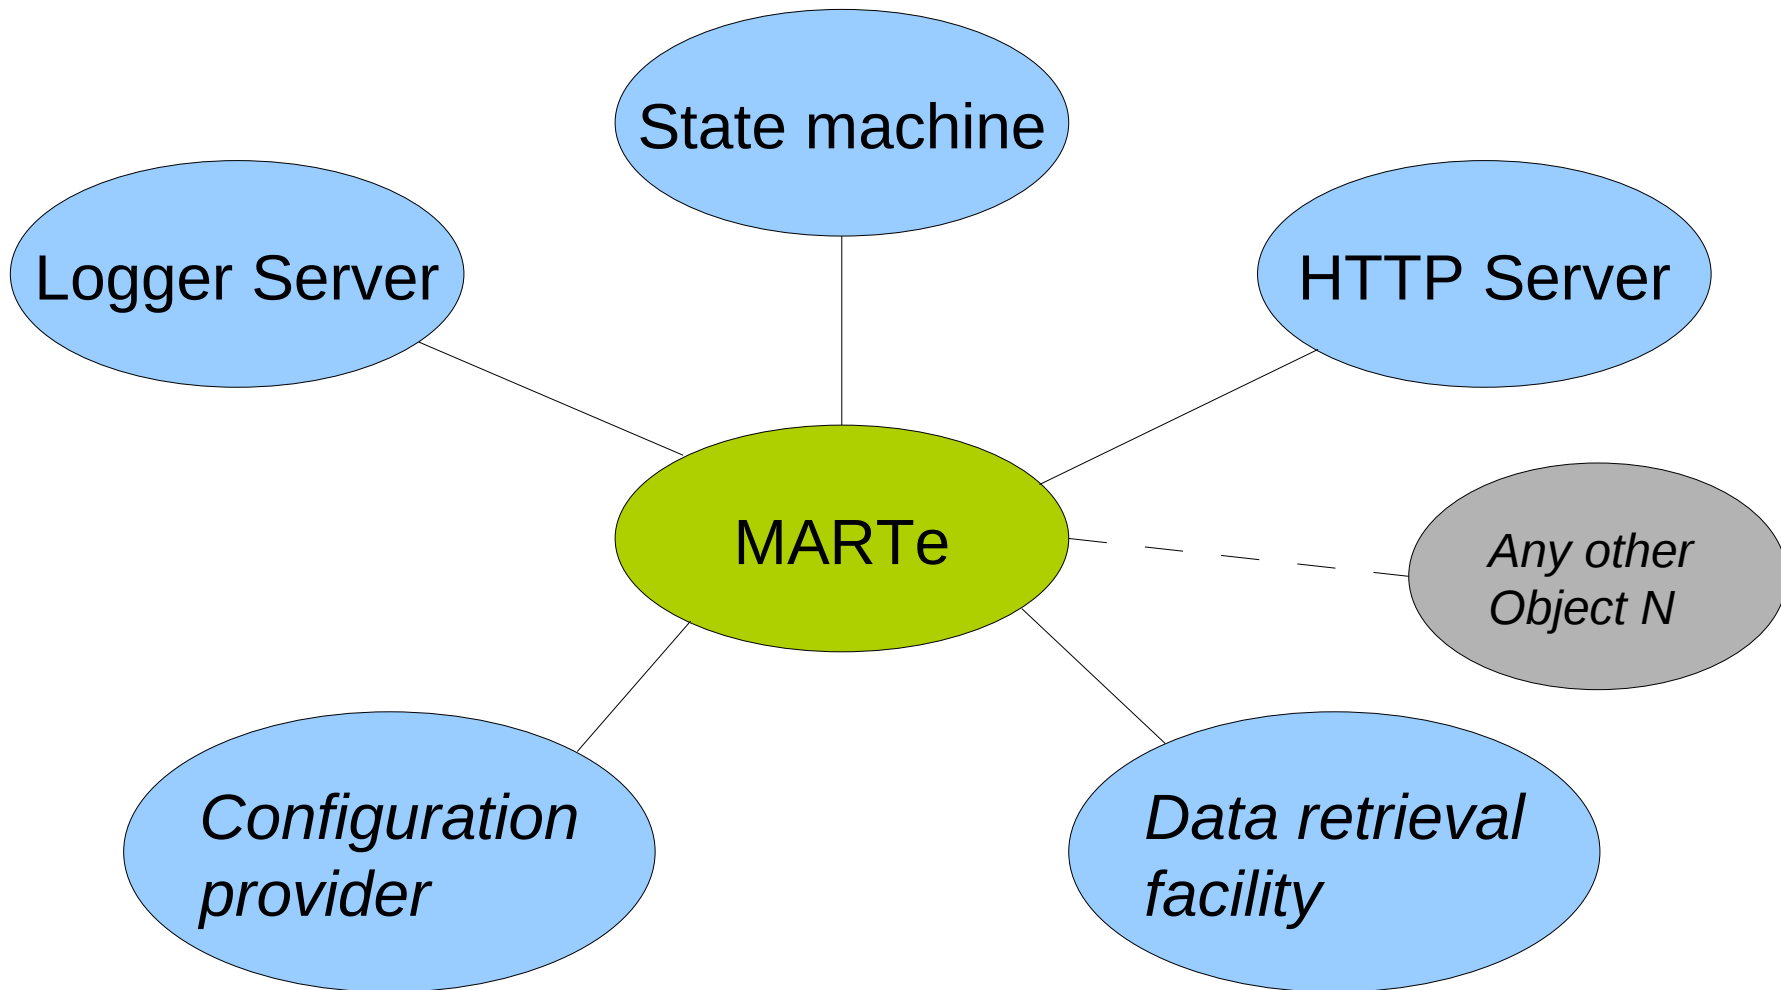 State machine
Logger Server
HTTP Server
MARTe
Any other
Object N
Configuration
provider
Data retrieval
facility